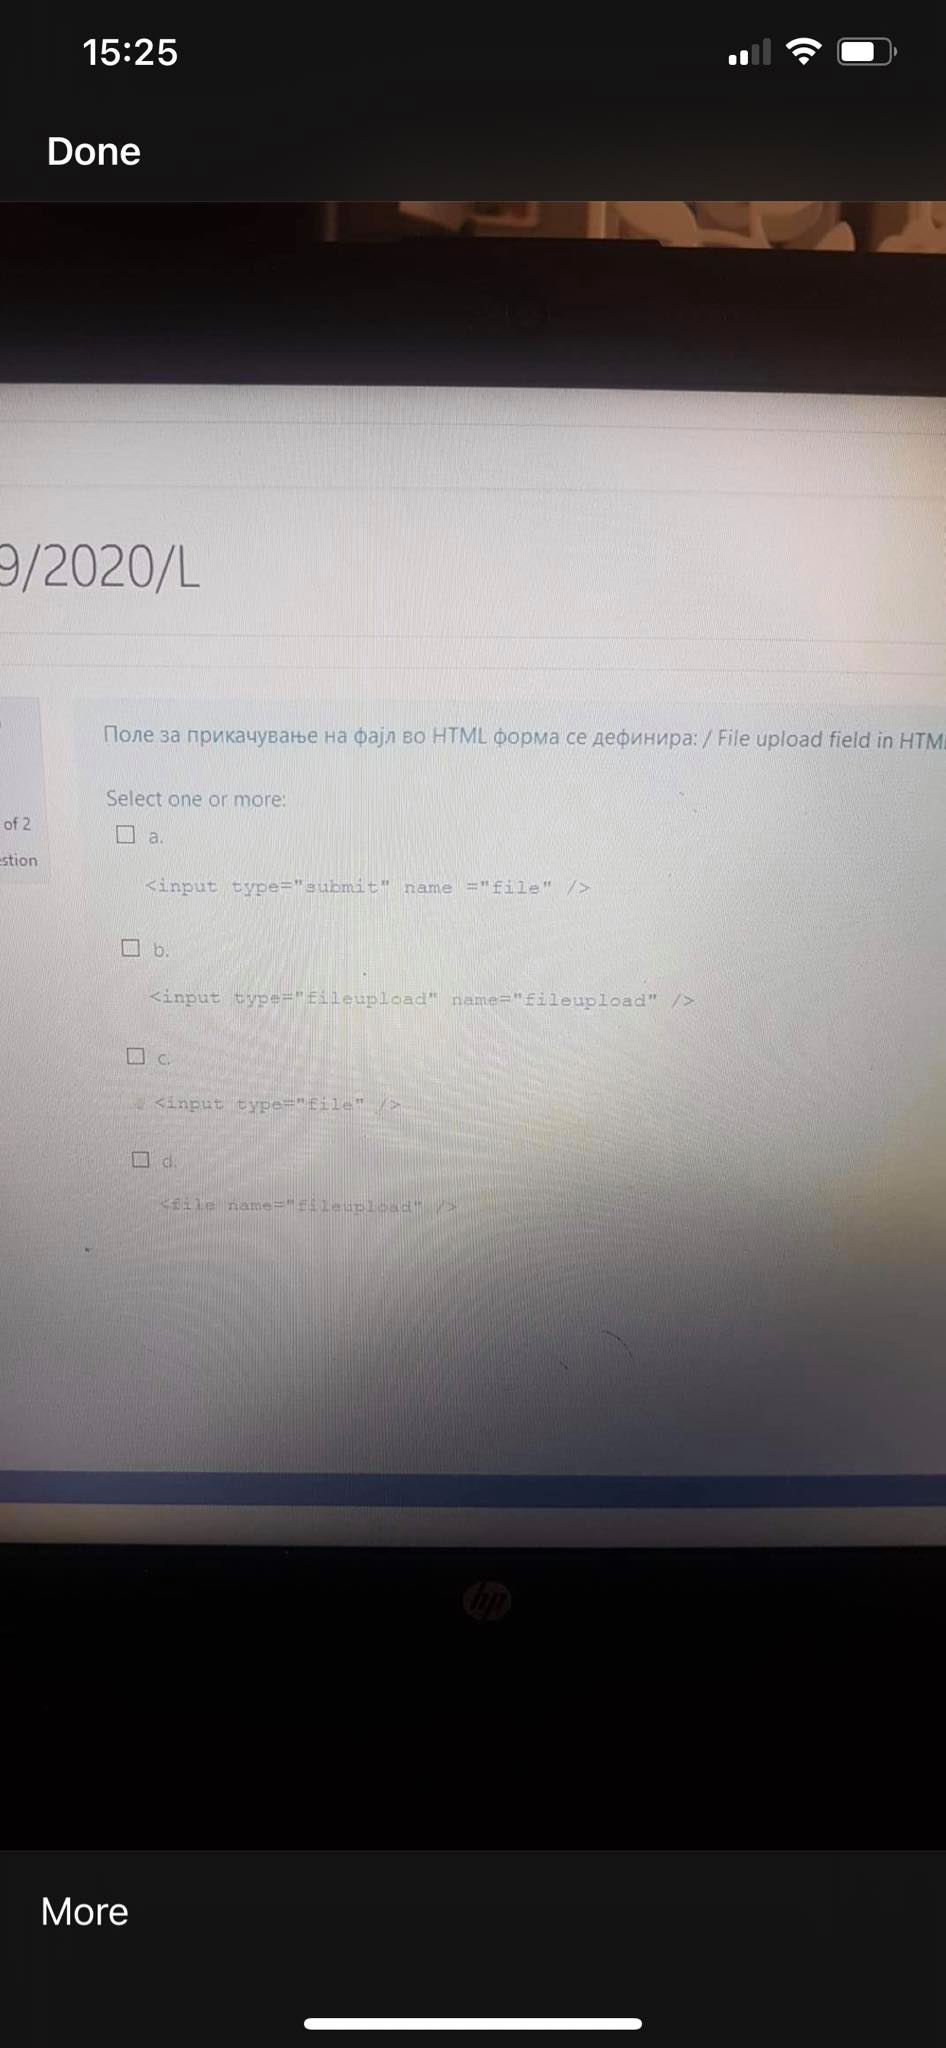 15:25
Done
9/2020/L
Поле за прикачување на фајл во HTML форма се дефинира: / File upload field in HTML
Select one or more:
of 2
a.
estion
<input type="submit" name ="file" />
b.
<input type="fileupload" name="fileupload" />
c.
<input type="file" />
d.
<file name="fileupload" />
hp
More